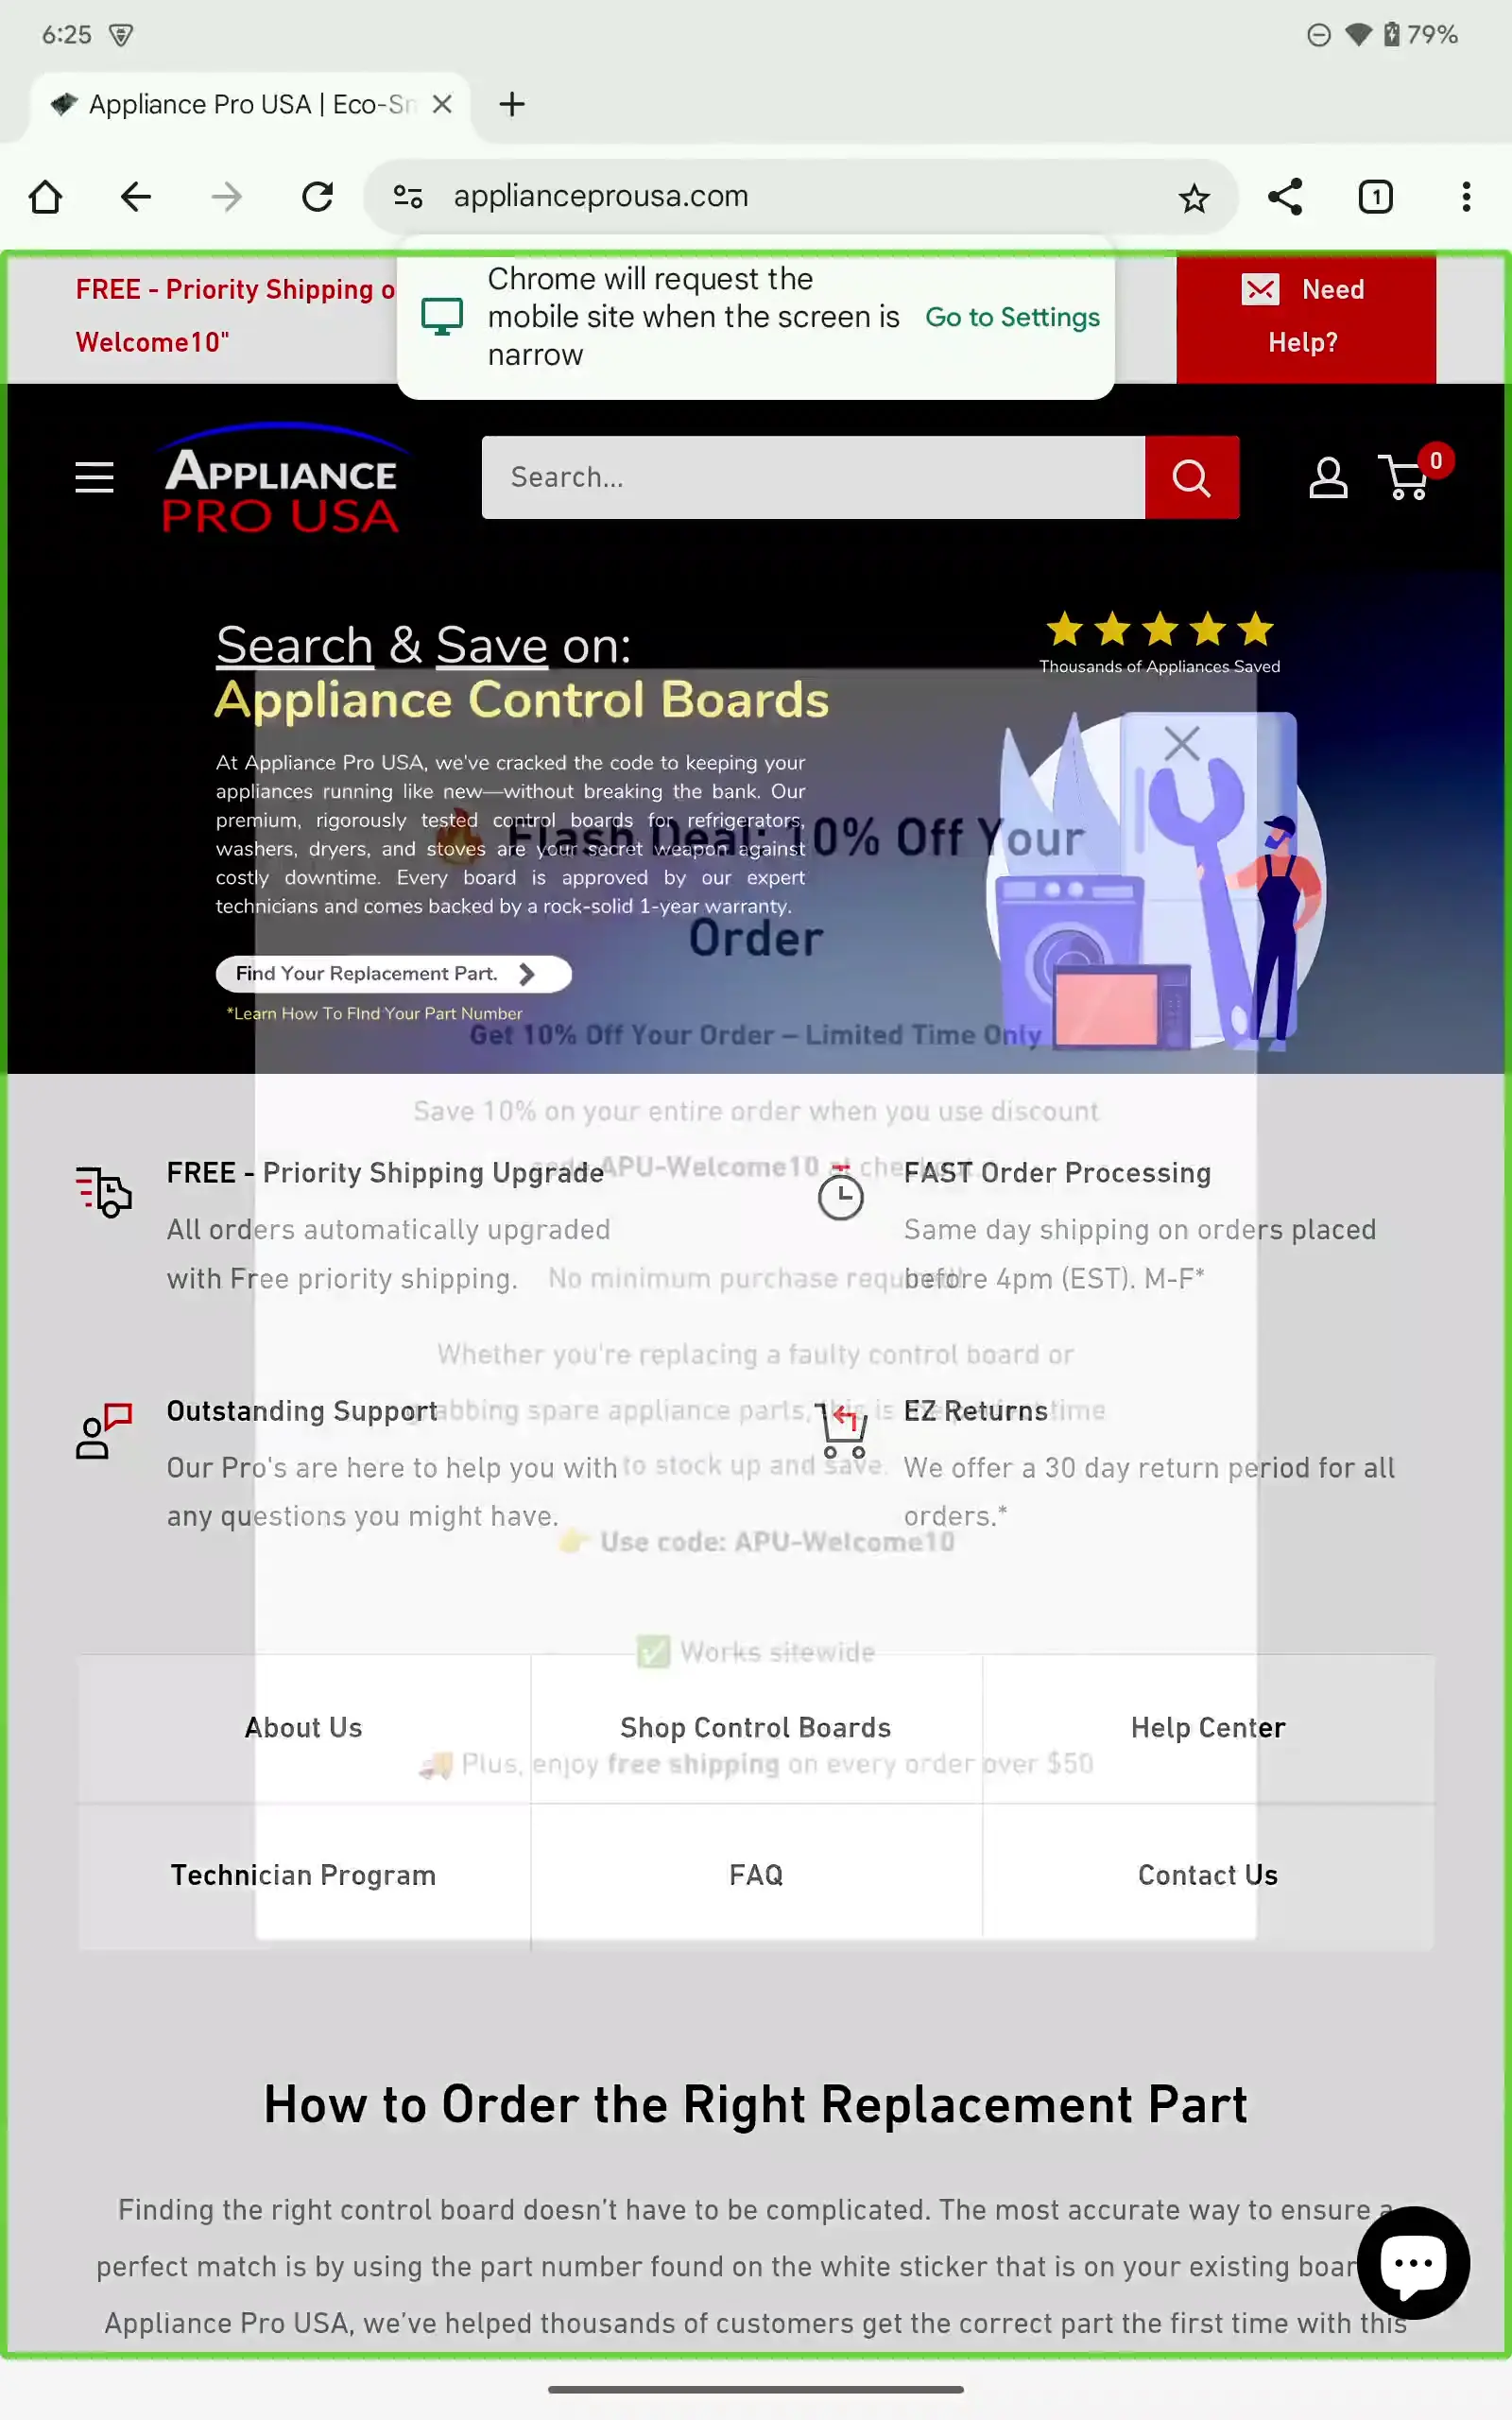 6:25
79%
Appliance Pro USA | Eco-Sm
applianceprousa.com
1
FREE - Priority Shipping o
Welcome10"
Chrome will request the
mobile site when the screen is
narrow
Go to Settings
Need
Help?
APPLIANCE
PRO USA
Search...
0
Search & Save on:
Appliance Control Boards
Thousands of Appliances Saved
At Appliance Pro USA, we've cracked the code to keeping your
appliances running like new—without breaking the bank. Our
premium, rigorously tested control boards for refrigerators,
washers, dryers, and stoves are your secret weapon against
costly downtime. Every board is approved by our expert
technicians and comes backed by a rock-solid 1-year warranty.
Find Your Replacement Part.
*Learn How To FInd Your Part Number
Flash Deal: 10% Off Your
Order
Get 10% Off Your Order – Limited Time Only
Save 10% on your entire order when you use discount
code APU-Welcome10 at checkout.
No minimum purchase
Whether you're replacing a faulty control board or
grabbing spare appliance parts, this is the time
to stock up and save.
Use code: APU-Welcome10
Works sitewide
Plus, enjoy free shipping on every order over $50
FREE - Priority Shipping Upgrade
All orders automatically upgraded
with Free priority shipping.
FAST Order Processing
Same day shipping on orders placed
before 4pm (EST). M-F*
Outstanding Support
Our Pro's are here to help you with
any questions you might have.
EZ Returns
We offer a 30 day return period for all
orders.*
About Us
Shop Control Boards
Help Center
Technician Program
FAQ
Contact Us
How to Order the Right Replacement Part
Finding the right control board doesn’t have to be complicated. The most accurate way to ensure a
perfect match is by using the part number found on the white sticker that is on your existing boar
Appliance Pro USA, we’ve helped thousands of customers get the correct part the first time with this